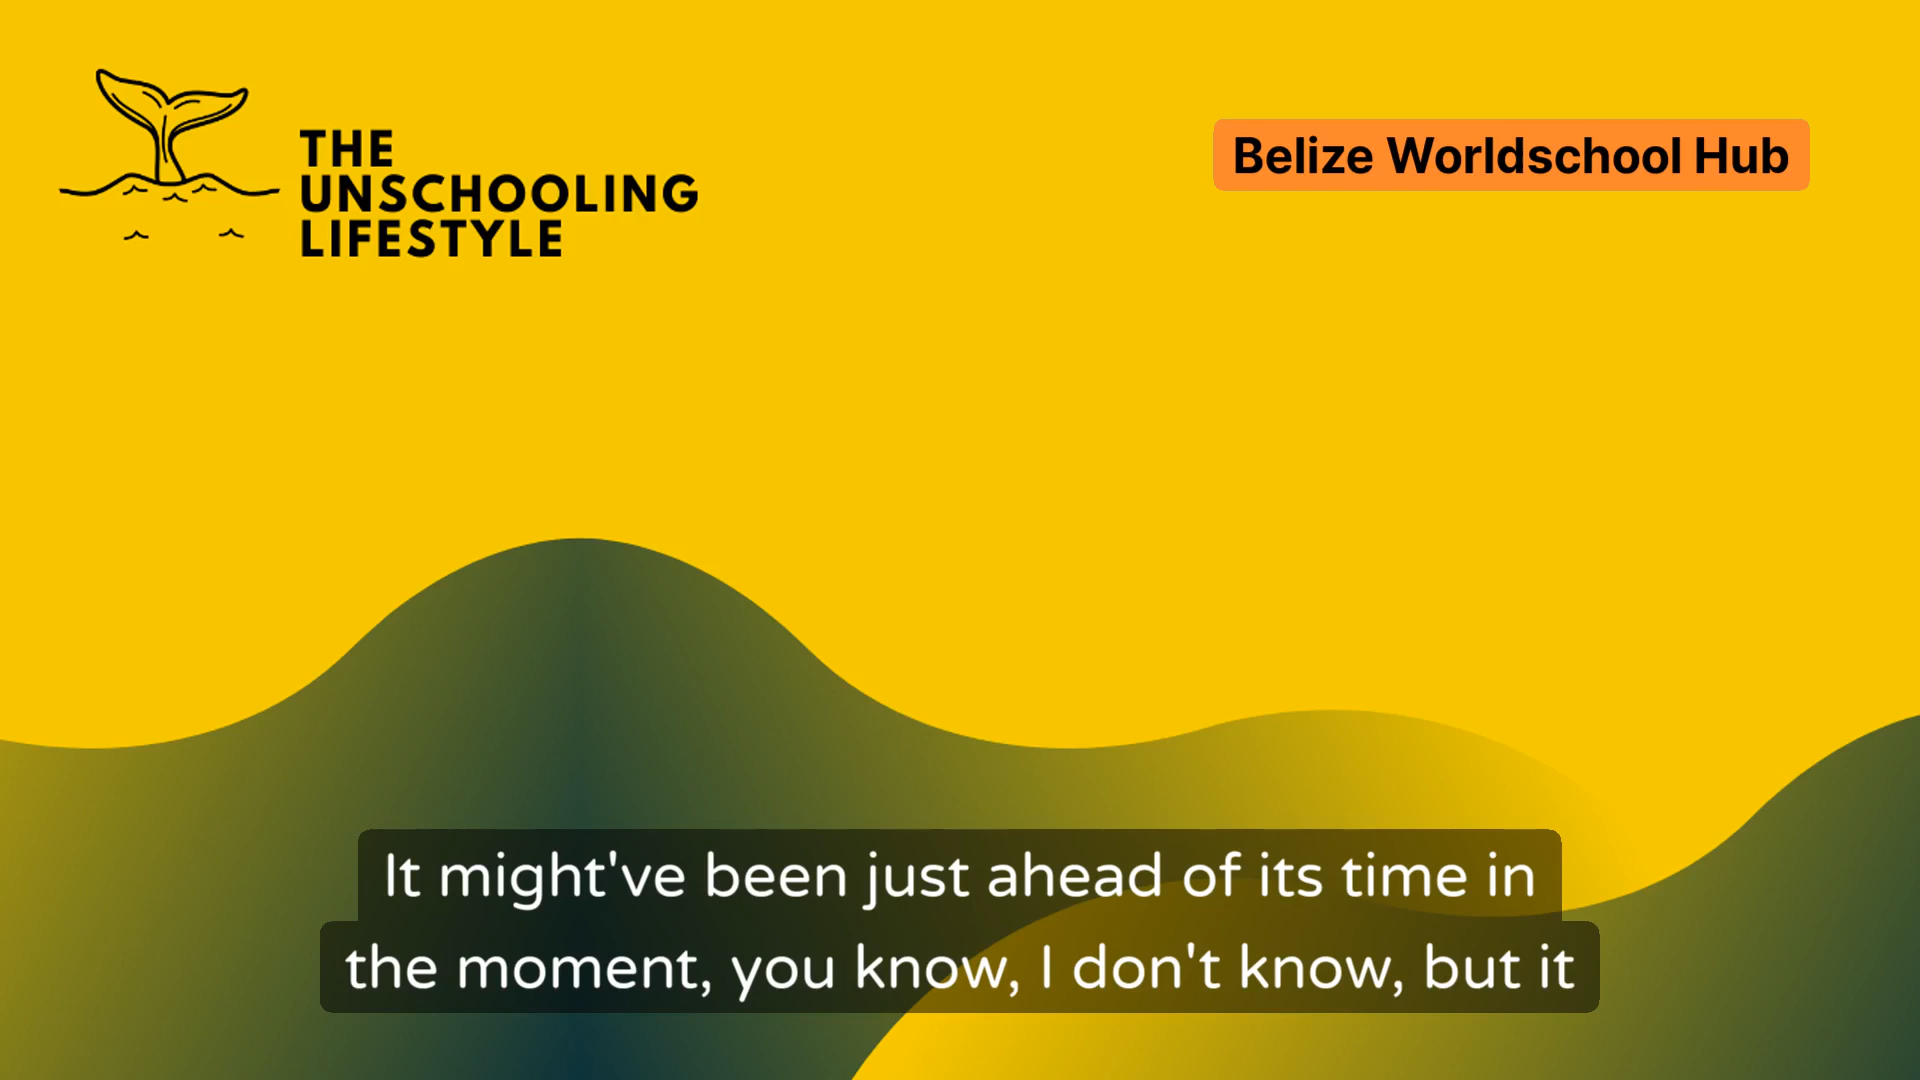 THE
UNSCHOOLING
LIFESTYLE
Belize Worldschool Hub
It might've been just ahead of its time in
the moment, you know, I don't know, but it